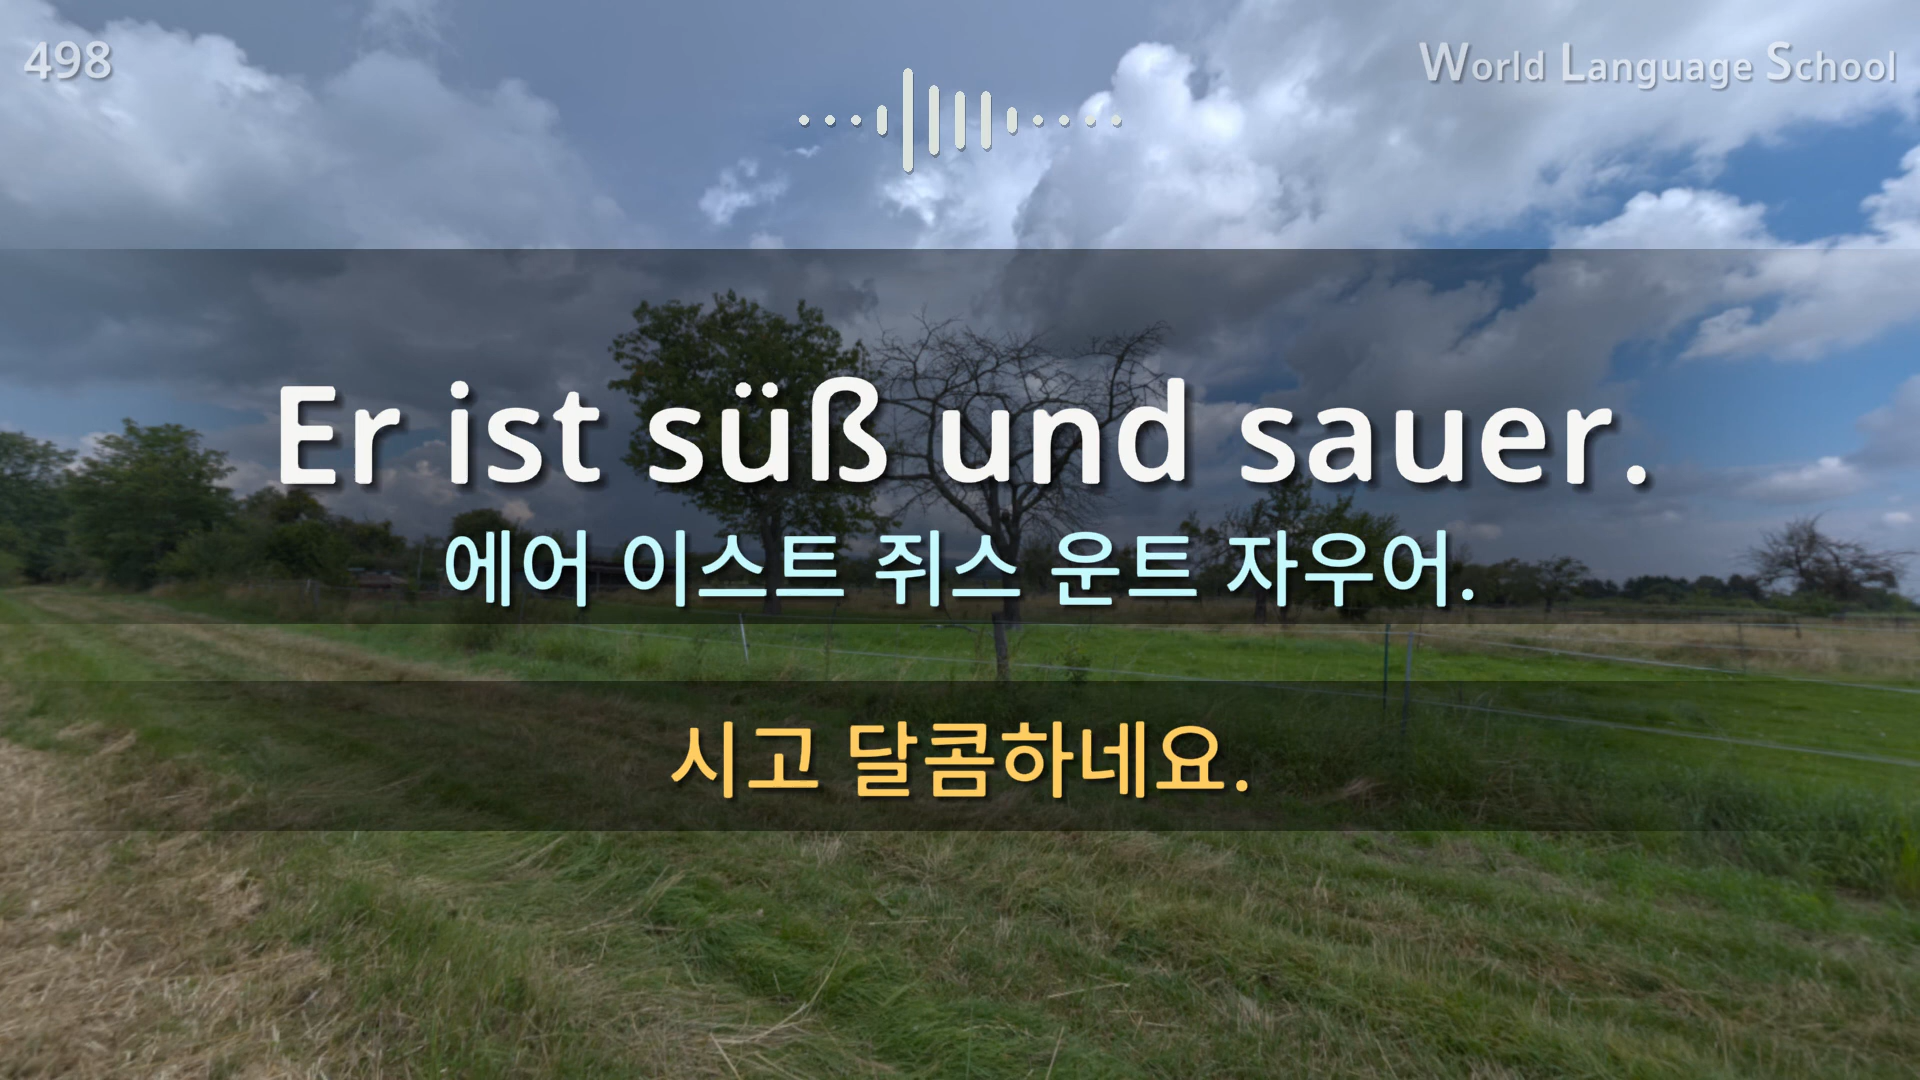 498
World Language School
Er ist süß und sauer.
에어 이스트 쥐스 운트 자우어.
시고 달콤하네요.